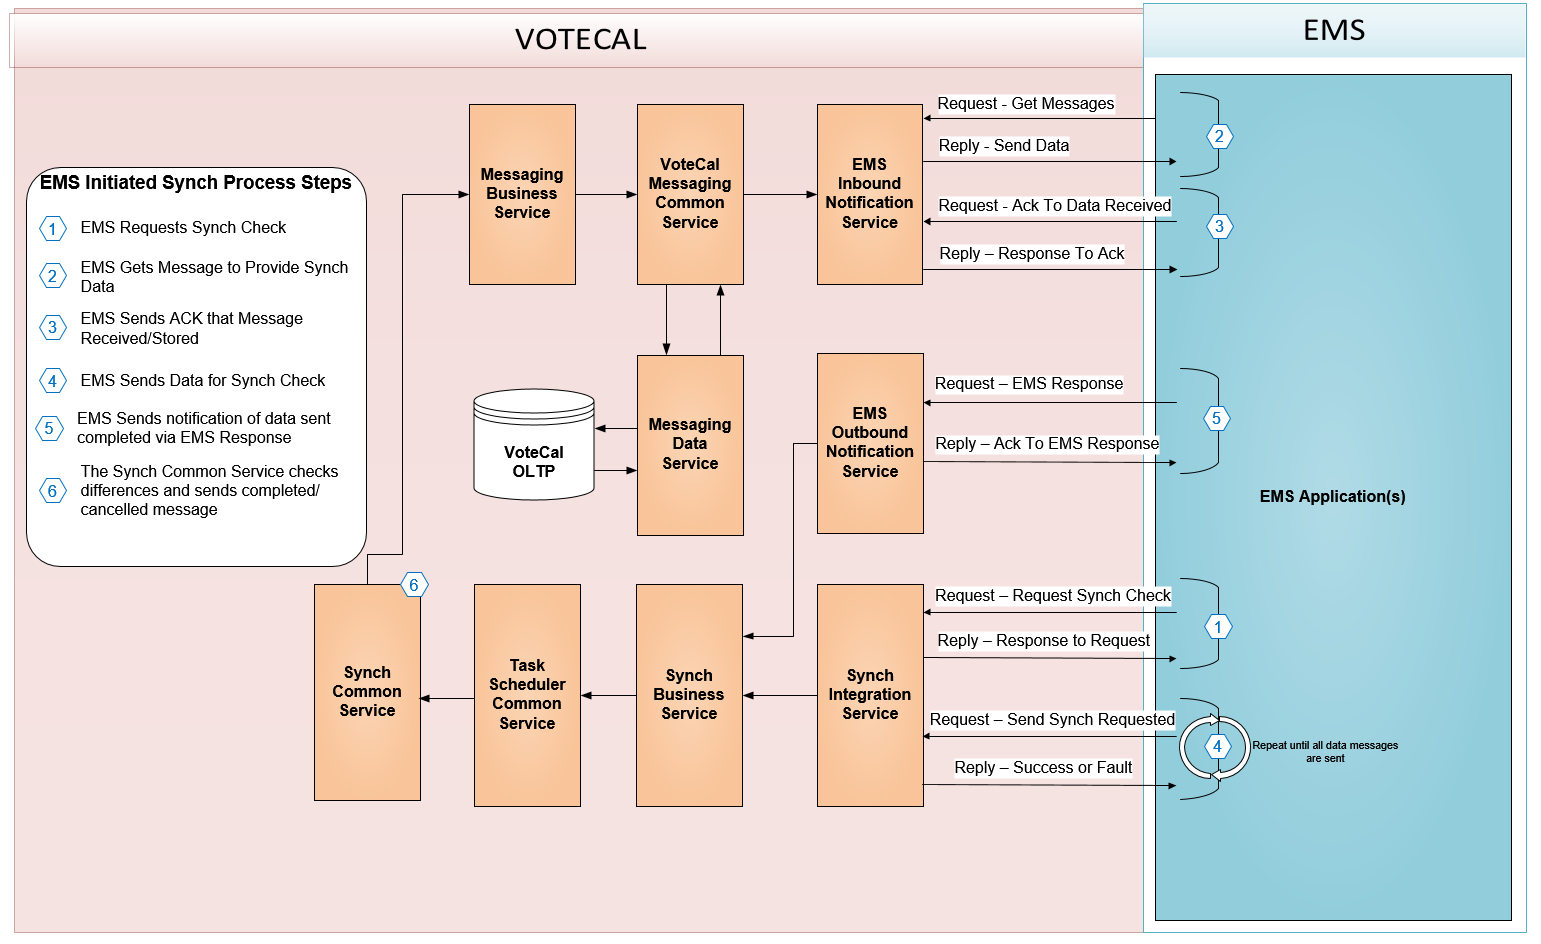 VOTECAL
EMS
EMS Initiated Synch Process Steps
1
EMS Requests Synch Check
2
EMS Gets Message to Provide Synch
Data
3
EMS Sends ACK that Message
Received/Stored
4
EMS Sends Data for Synch Check
5
EMS Sends notification of data sent
completed via EMS Response
6
The Synch Common Service checks
differences and sends completed/
cancelled message
Messaging
Business
Service
VoteCal
Messaging
Common
Service
EMS
Inbound
Notification
Service
Request - Get Messages
Reply - Send Data
2
Request - Ack To Data Received
Reply – Response To Ack
3
VoteCal
OLTP
Messaging
Data
Service
EMS
Outbound
Notification
Service
Request – EMS Response
Reply – Ack To EMS Response
5
EMS Application(s)
6
Synch
Common
Service
Task
Scheduler
Common
Service
Synch
Business
Service
Synch
Integration
Service
Request – Request Synch Check
Reply – Response to Request
1
Request – Send Synch Requested
Reply – Success or Fault
4
Repeat until all data messages
are sent